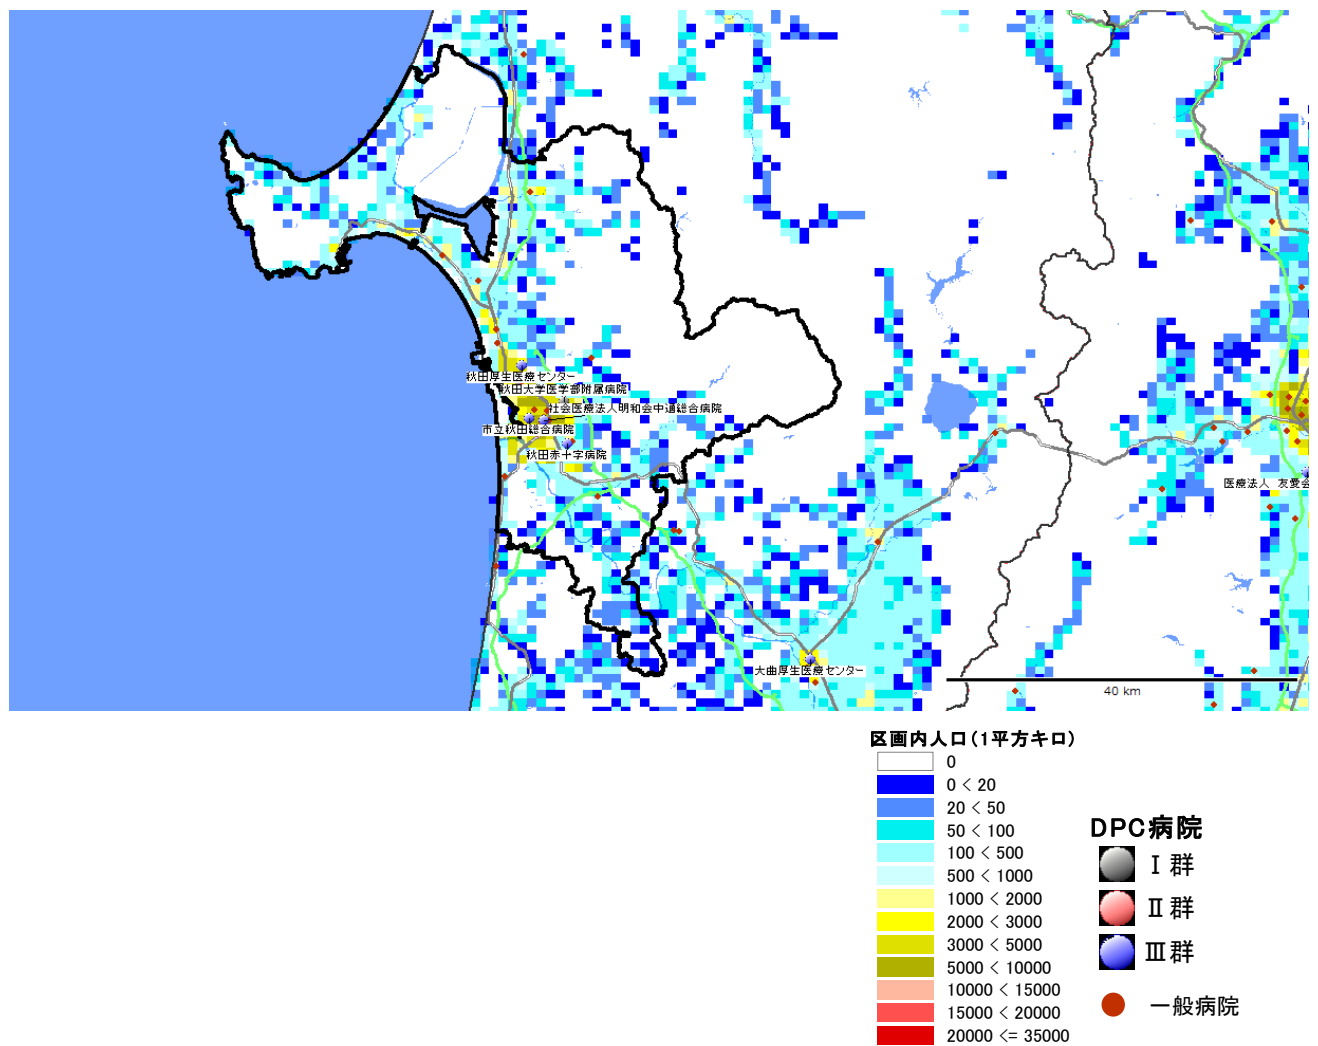 秋田厚生医療センター
秋田大学医学部附属病院
社会医療法人明和会中通総合病院
市立秋田総合病院
秋田赤十字病院
医療法人 友愛会
大曲厚生医療センター
40 km
区画内人口(1平方キロ)
0
0 < 20
20 < 50
50 < 100
100 < 500
500 < 1000
1000 < 2000
2000 < 3000
3000 < 5000
5000 < 10000
10000 < 15000
15000 < 20000
20000 <= 35000
DPC病院
Ⅰ群
Ⅱ群
Ⅲ群
一般病院